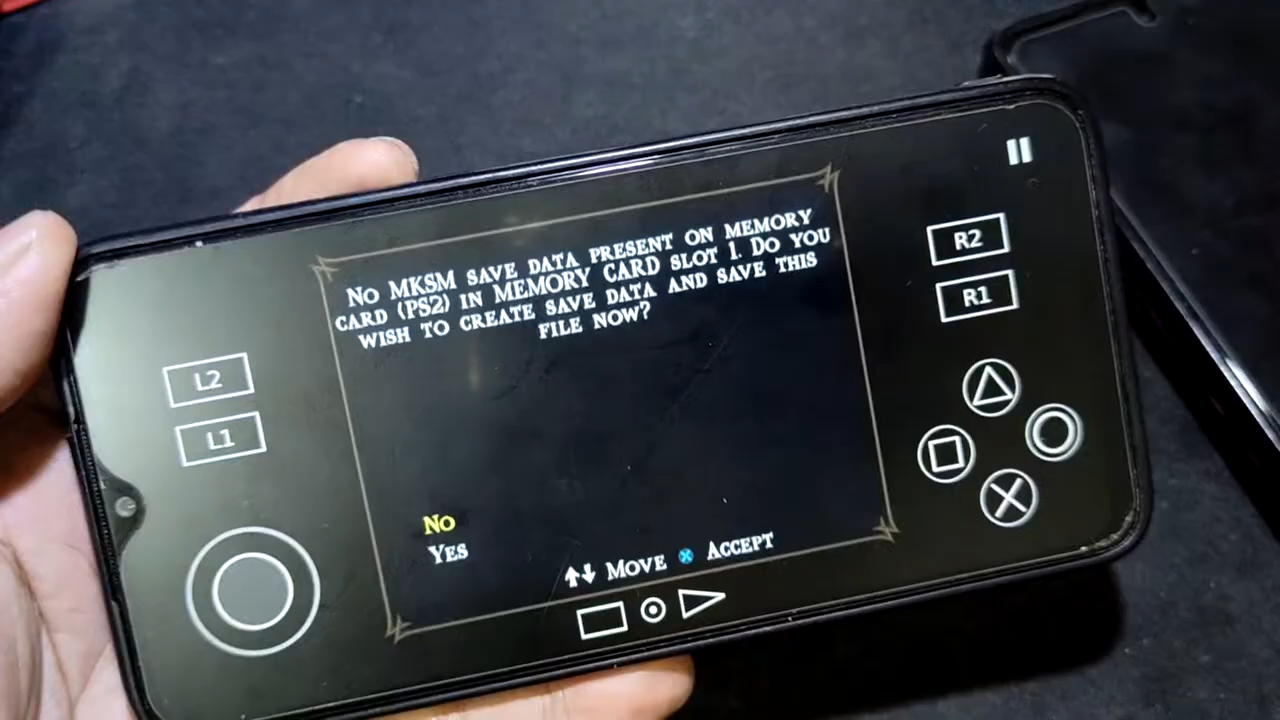 No MKSM save data present on memory
card (PS2) in MEMORY CARD slot 1. Do you
wish to create save data and save this
file now?
R2
R1
L2
L1
No
Yes
Move Accept